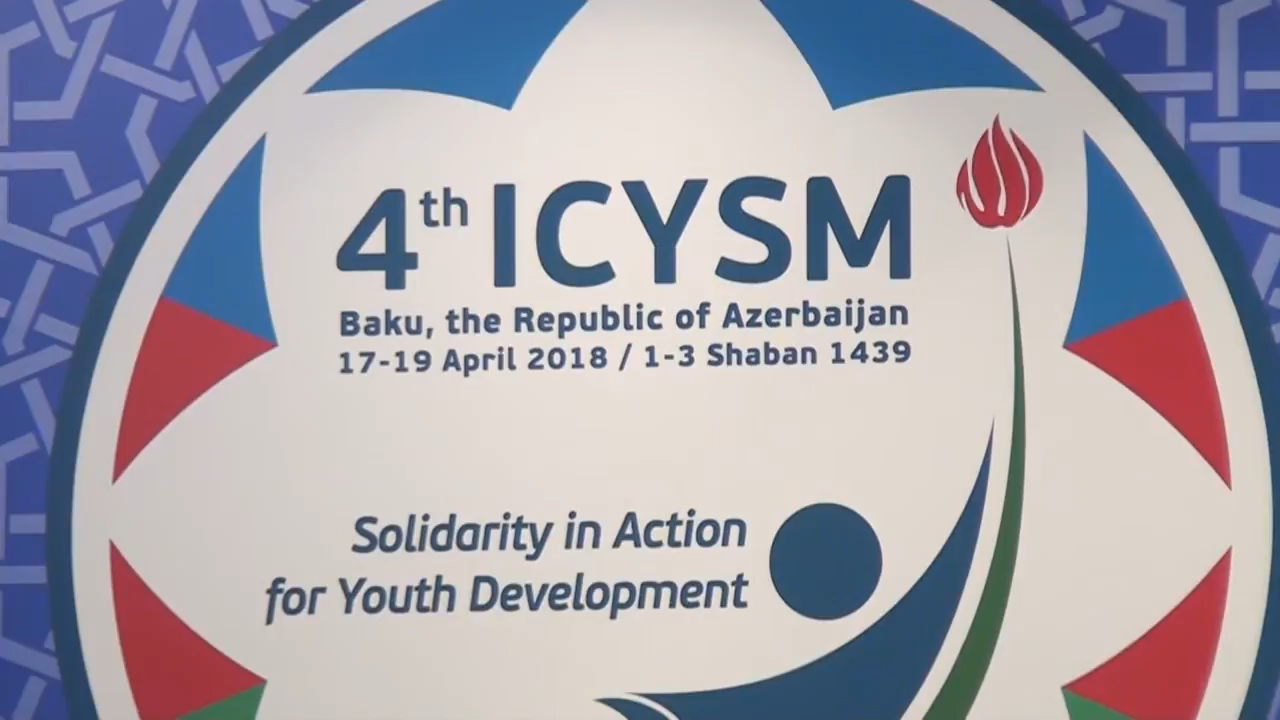 4th ICYSM
Baku, the Republic of Azerbaijan
17-19 April 2018 / 1-3 Shaban 1439
Solidarity in Action
for Youth Development